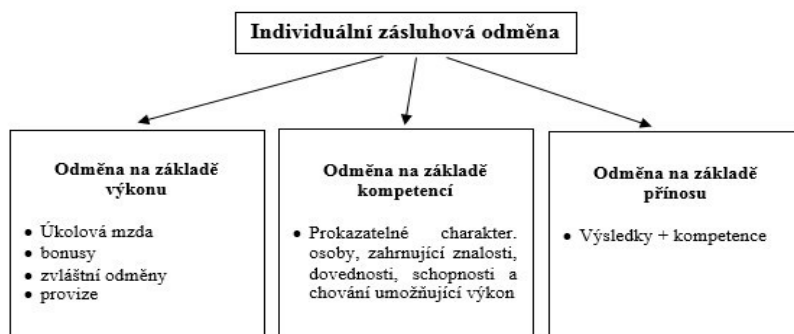 Individuální zásluhová odměna
Odměna na základě
výkonu
• Úkolová mzda
• bonusy
• zvláštní odměny
• provize
Odměna na základě
kompetencí
• Prokazatelné charakter.
osoby, zahrnující znalosti,
dovednosti, schopnosti a
chování umožňující výkon
Odměna na základě
přínosu
• Výsledky + kompetence